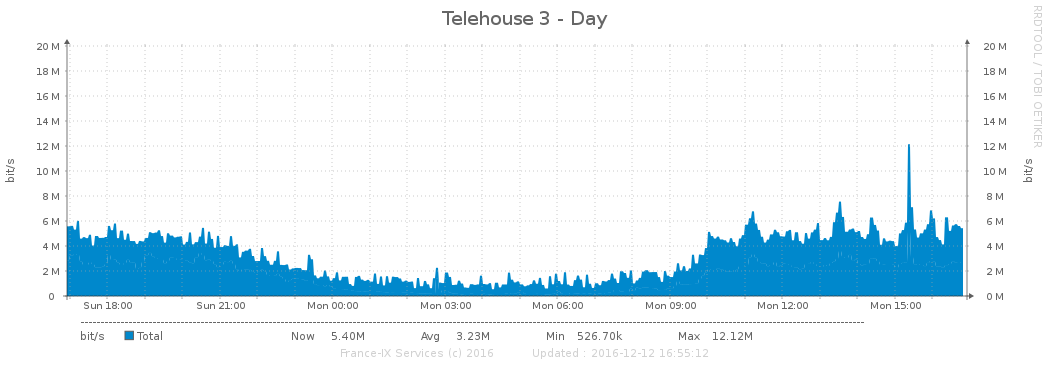 Telehouse 3 - Day
RRDTOOL / TOBI OETIKER
bit/s
20 M
18 M
16 M
14 M
12 M
10 M
8 M
6 M
4 M
2 M
0
20 M
18 M
16 M
14 M
12 M
10 M
8 M
6 M
4 M
2 M
0 M
bit/s
Sun 18:00 Sun 21:00 Mon 00:00 Mon 03:00 Mon 06:00 Mon 09:00 Mon 12:00 Mon 15:00
bit/s Total Now 5.40M Avg 3.23M Min 526.70k Max 12.12M
France-IX Services (c) 2016 Updated : 2016-12-12 16:55:12